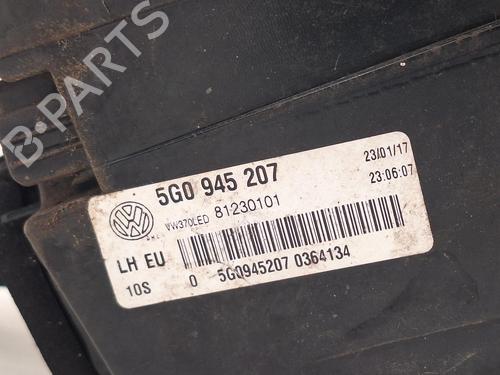 B-PARTS
5G0 945 207
23/01/17
23:06:07
VW370LED 81230101
LH EU
10S
0 5G0945207 0364134